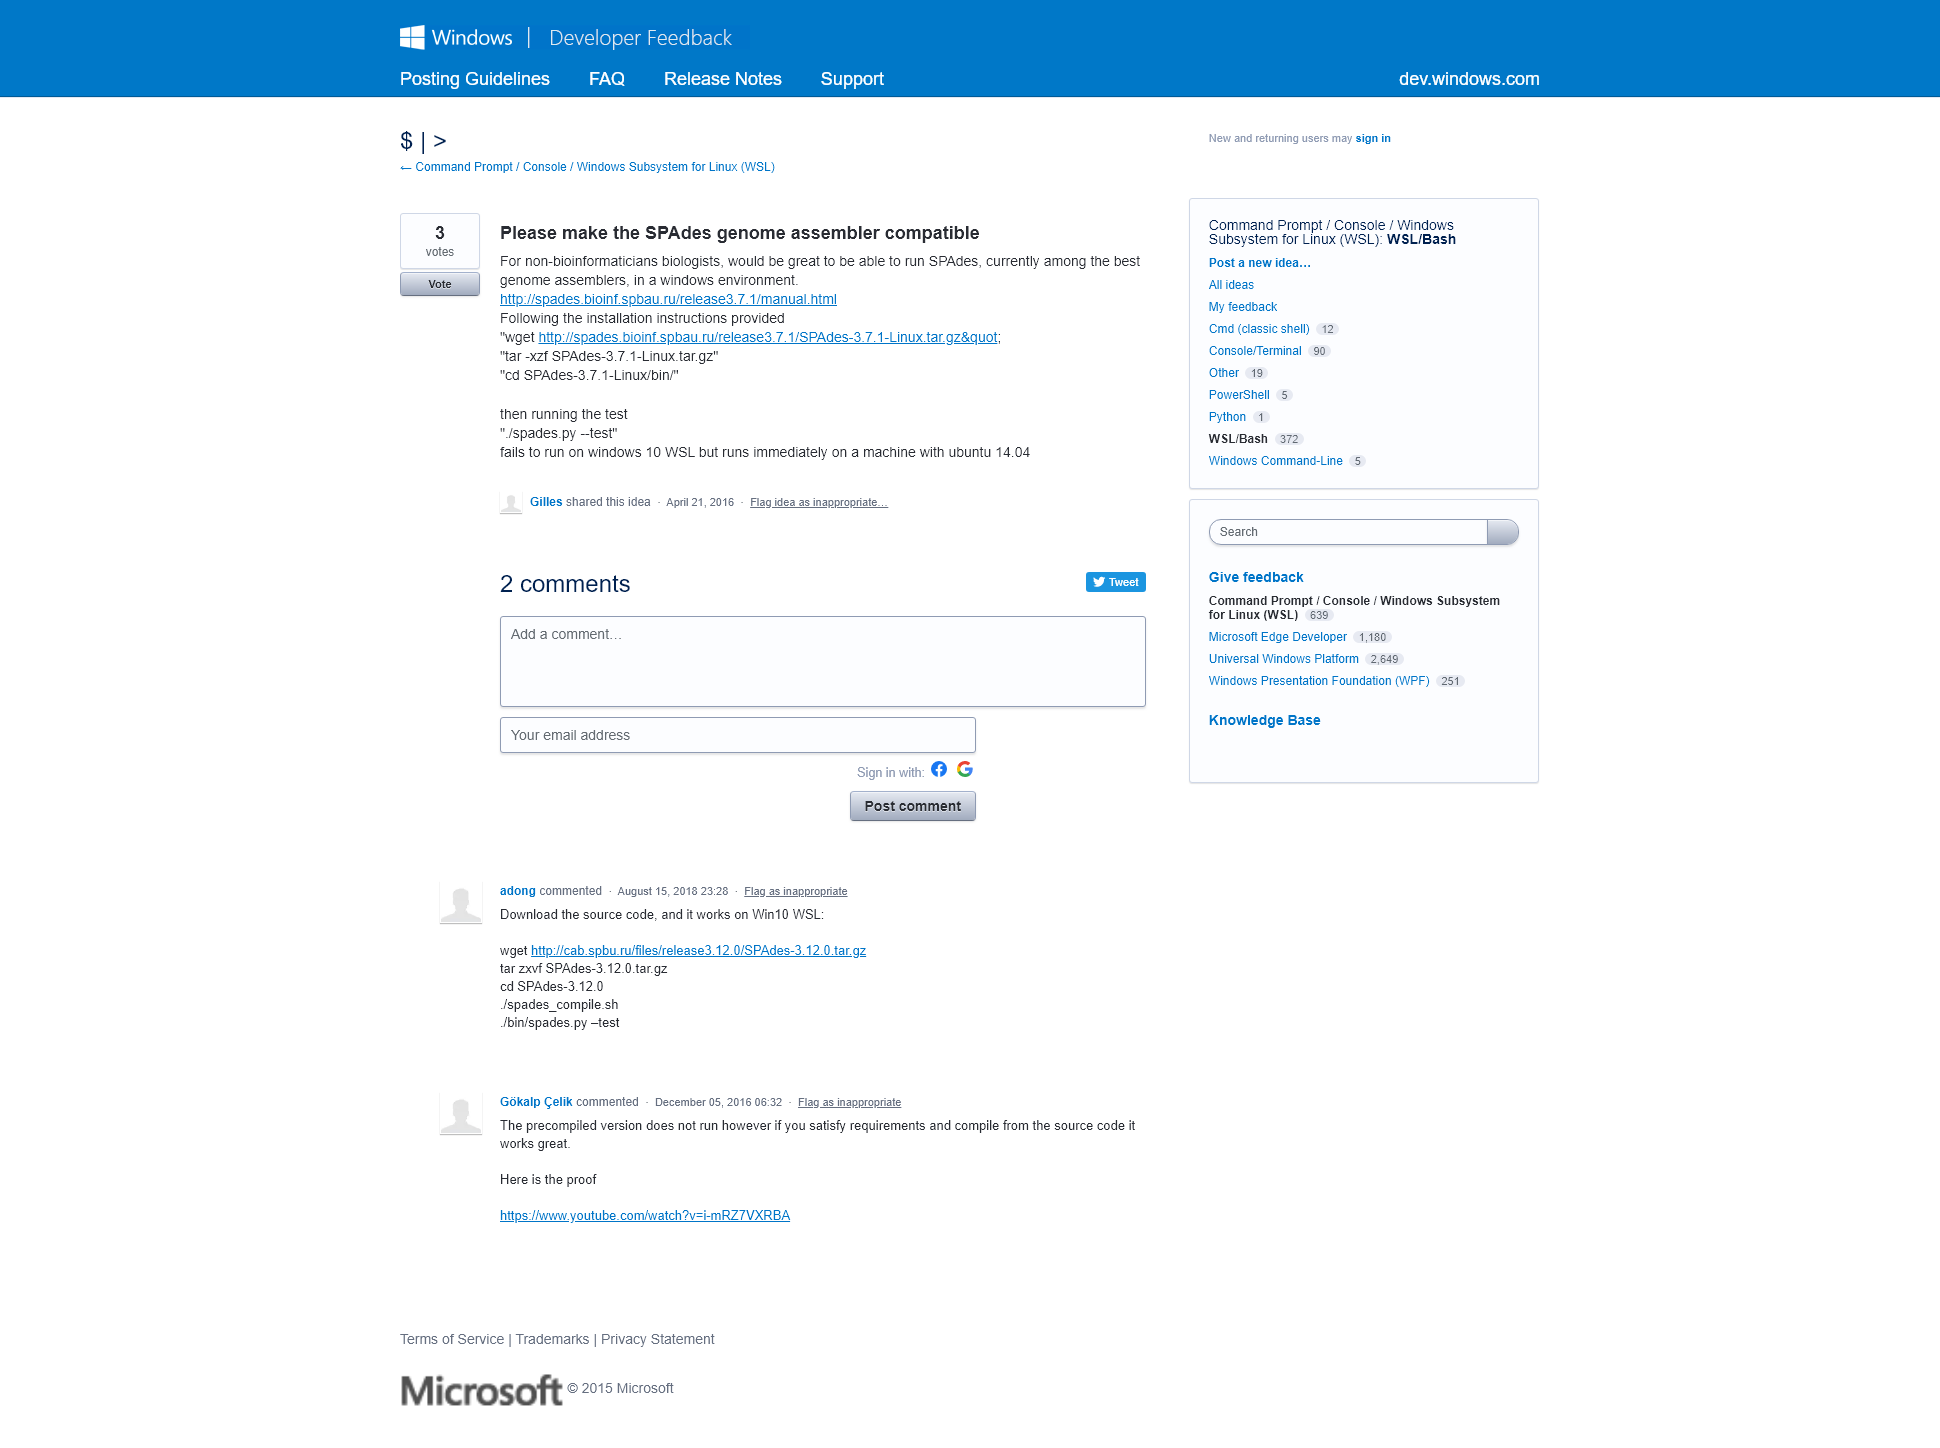 Windows | Developer Feedback
Posting Guidelines FAQ Release Notes Support dev.windows.com
$ | >
← Command Prompt / Console / Windows Subsystem for Linux (WSL)
New and returning users may sign in
3
votes
Vote
Please make the SPAdes genome assembler compatible
For non-bioinformaticians biologists, would be great to be able to run SPAdes, currently among the best
genome assemblers, in a windows environment.
http://spades.bioinf.spbau.ru/release3.7.1/manual.html
Following the installation instructions provided
"wget http://spades.bioinf.spbau.ru/release3.7.1/SPAdes-3.7.1-Linux.tar.gz&quot;
"tar -xzf SPAdes-3.7.1-Linux.tar.gz"
"cd SPAdes-3.7.1-Linux/bin/"
then running the test
"./spades.py --test"
fails to run on windows 10 WSL but runs immediately on a machine with ubuntu 14.04
Gilles shared this idea · April 21, 2016 · Flag idea as inappropriate…
2 comments
Tweet
Add a comment…
Your email address
Sign in with:
Post comment
adong commented · August 15, 2018 23:28 · Flag as inappropriate
Download the source code, and it works on Win10 WSL:
wget http://cab.spbu.ru/files/release3.12.0/SPAdes-3.12.0.tar.gz
tar zxvf SPAdes-3.12.0.tar.gz
cd SPAdes-3.12.0
./spades_compile.sh
./bin/spades.py –test
Gökalp Çelik commented · December 05, 2016 06:32 · Flag as inappropriate
The precompiled version does not run however if you satisfy requirements and compile from the source code it
works great.
Here is the proof
https://www.youtube.com/watch?v=i-mRZ7VXRBA
Command Prompt / Console / Windows
Subsystem for Linux (WSL): WSL/Bash
Post a new idea…
All ideas
My feedback
Cmd (classic shell) 12
Console/Terminal 90
Other 19
PowerShell 5
Python 1
WSL/Bash 372
Windows Command-Line 5
Search
Give feedback
Command Prompt / Console / Windows Subsystem
for Linux (WSL) 639
Microsoft Edge Developer 1,180
Universal Windows Platform 2,649
Windows Presentation Foundation (WPF) 251
Knowledge Base
Terms of Service | Trademarks | Privacy Statement
Microsoft © 2015 Microsoft